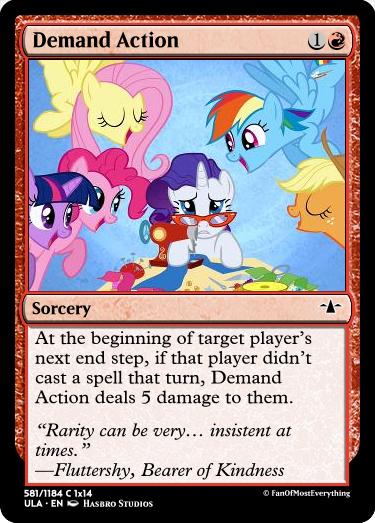 Demand Action
1
Sorcery
At the beginning of target player's
next end step, if that player didn't
cast a spell that turn, Demand
Action deals 5 damage to them.
“Rarity can be very… insistent at
times.”
—Fluttershy, Bearer of Kindness
581/1184 C 1x14
ULA · EN Hasbro Studios
© FanOfMostEverything